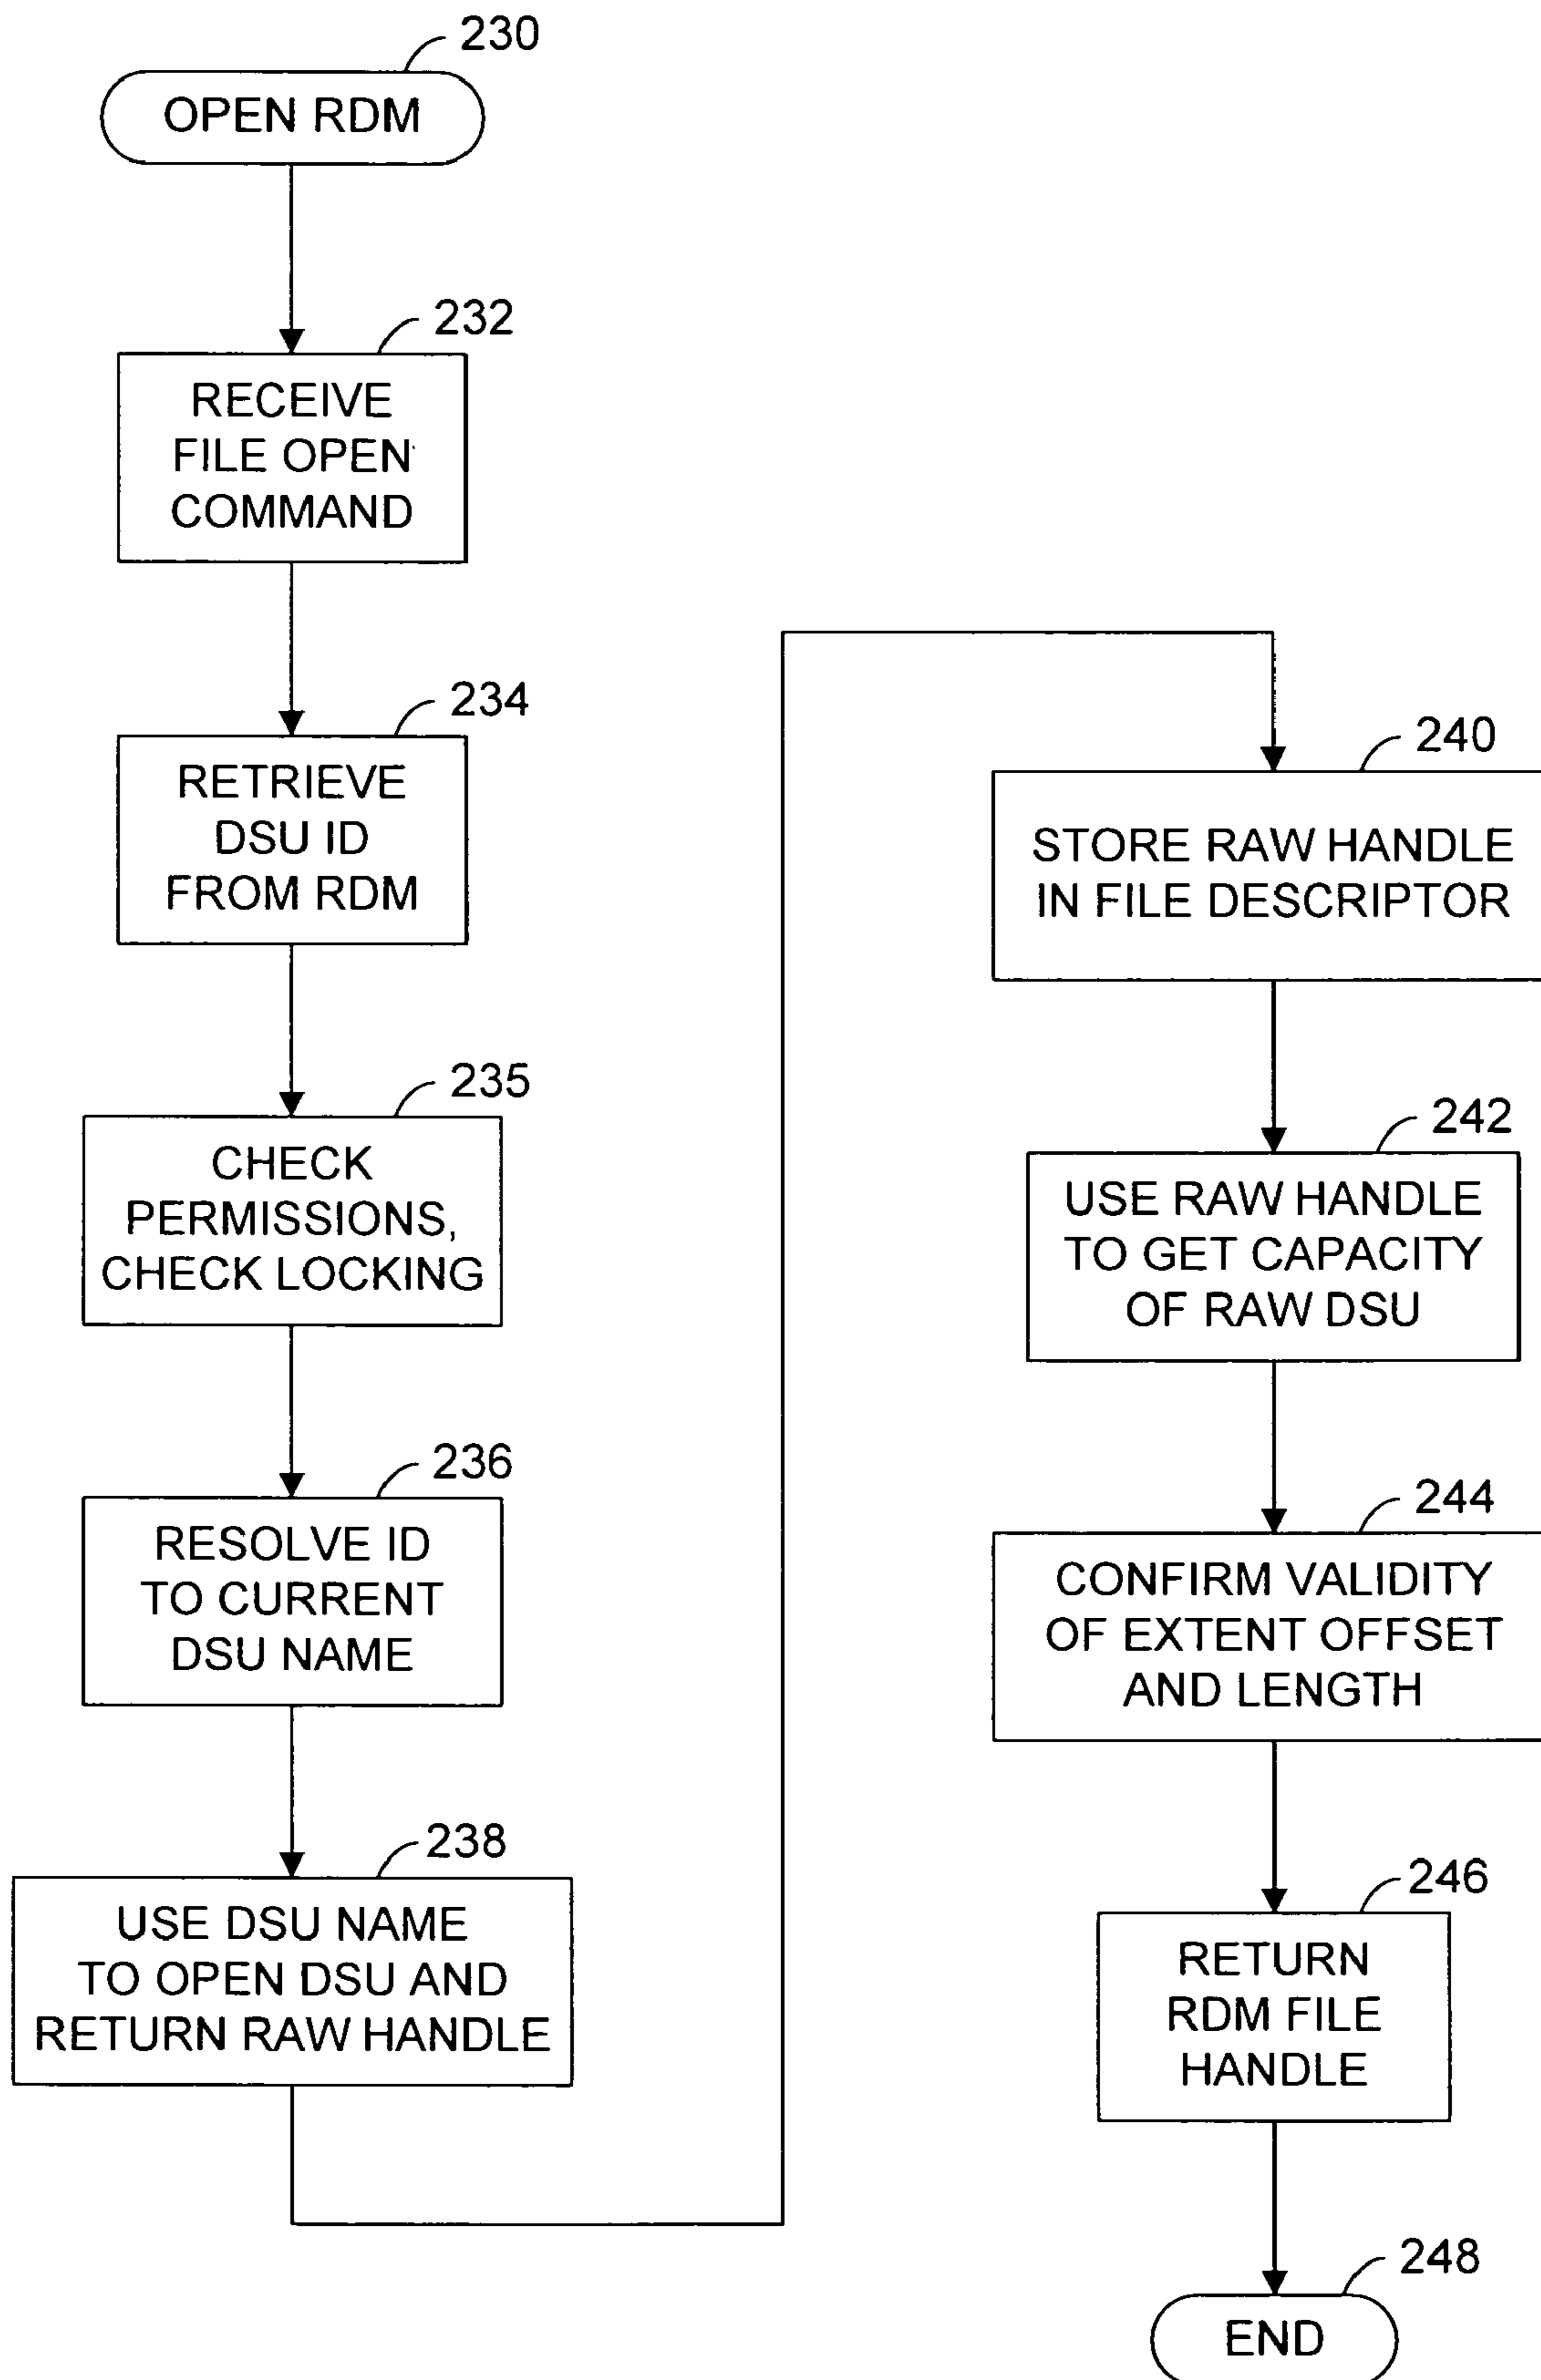 230
OPEN RDM
232
RECEIVE
FILE OPEN
COMMAND
234
RETRIEVE
DSU ID
FROM RDM
235
CHECK
PERMISSIONS,
CHECK LOCKING
236
RESOLVE ID
TO CURRENT
DSU NAME
238
USE DSU NAME
TO OPEN DSU AND
RETURN RAW HANDLE
240
STORE RAW HANDLE
IN FILE DESCRIPTOR
242
USE RAW HANDLE
TO GET CAPACITY
OF RAW DSU
244
CONFIRM VALIDITY
OF EXTENT OFFSET
AND LENGTH
246
RETURN
RDM FILE
HANDLE
248
END